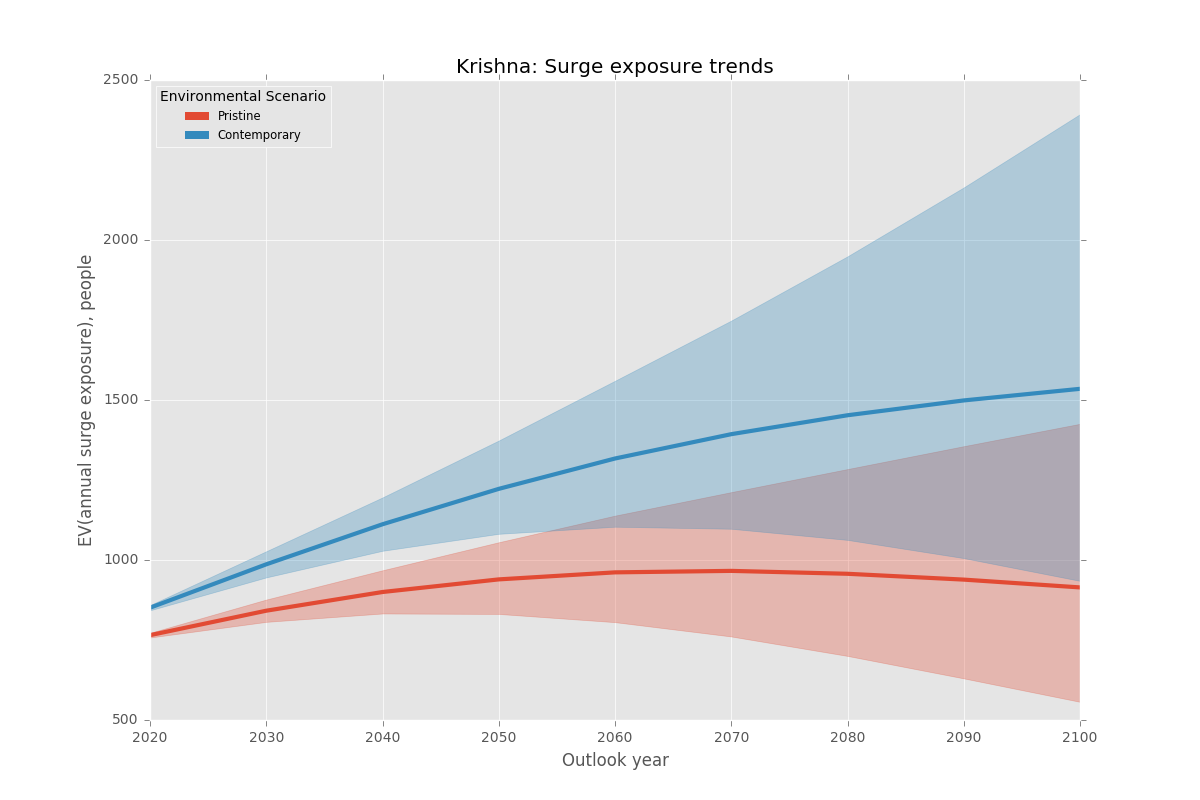 Krishna: Surge exposure trends
Environmental Scenario
Pristine
Contemporary
EV(annual surge exposure), people
2500
2000
1500
1000
500
2020 2030 2040 2050 2060 2070 2080 2090 2100
Outlook year